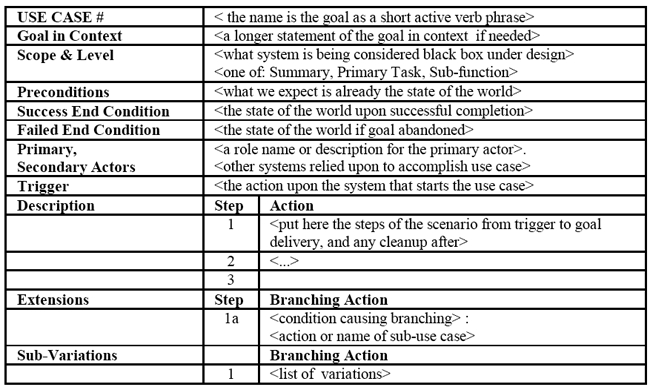 USE CASE # < the name is the goal as a short active verb phrase>
Goal in Context <a longer statement of the goal in context if needed>
Scope & Level <what system is being considered black box under design>
<one of: Summary, Primary Task, Sub-function>
Preconditions <what we expect is already the state of the world>
Success End Condition <the state of the world upon successful completion>
Failed End Condition <the state of the world if goal abandoned>
Primary, <a role name or description for the primary actor>.
Secondary Actors <other systems relied upon to accomplish use case>
Trigger <the action upon the system that starts the use case>
Description Step Action
1 <put here the steps of the scenario from trigger to goal
delivery, and any cleanup after>
2 <...>
3
Extensions Step Branching Action
1a <condition causing branching> :
<action or name of sub-use case>
Sub-Variations Branching Action
1 <list of variations>